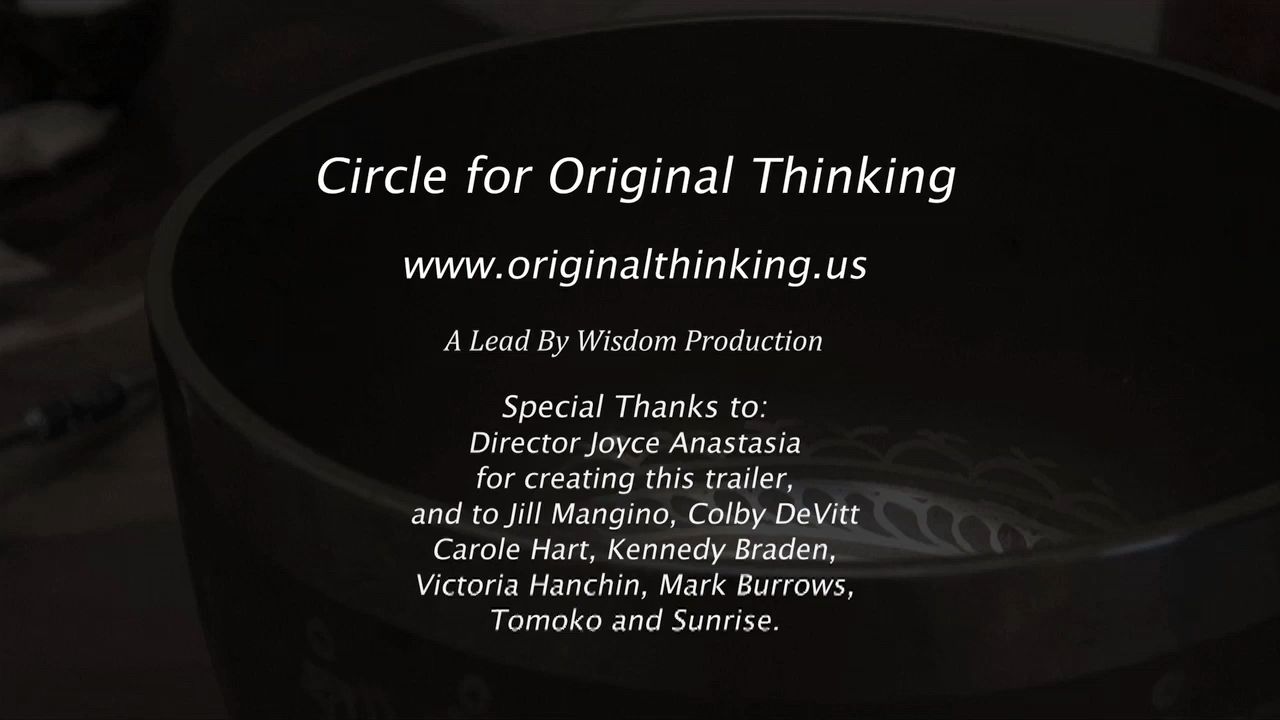 Circle for Original Thinking
www.originalthinking.us
A Lead By Wisdom Production
Special Thanks to:
Director Joyce Anastasia
for creating this trailer,
and to Jill Mangino, Colby DeVitt
Carole Hart, Kennedy Braden,
Victoria Hanchin, Mark Burrows,
Tomoko and Sunrise.